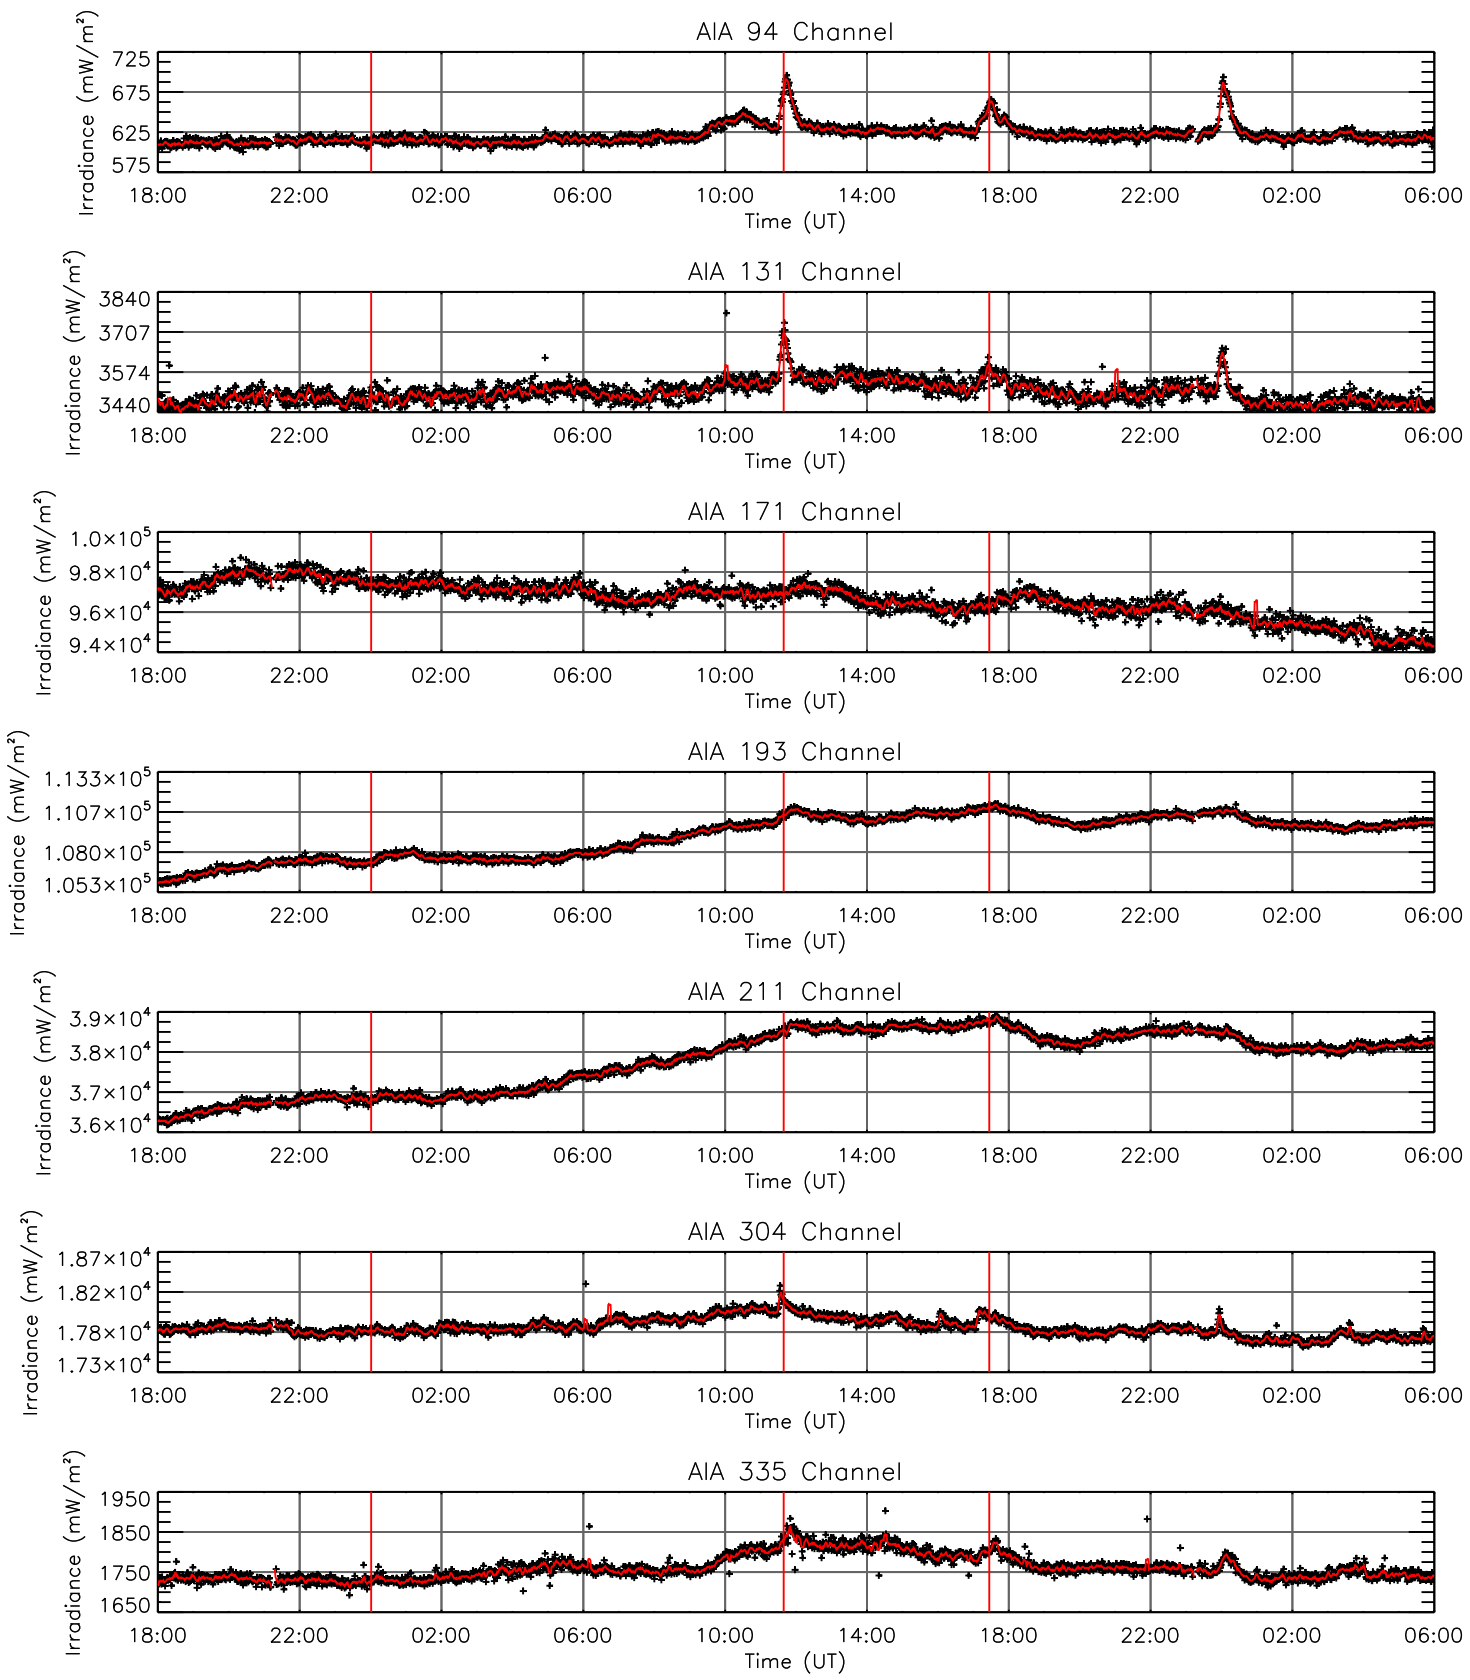 AIA 94 Channel
Irradiance (mW/m²)
725
675
625
575
18:00 22:00 02:00 06:00 10:00 14:00 18:00 22:00 02:00 06:00
Time (UT)
AIA 131 Channel
Irradiance (mW/m²)
3840
3707
3574
3440
18:00 22:00 02:00 06:00 10:00 14:00 18:00 22:00 02:00 06:00
Time (UT)
AIA 171 Channel
Irradiance (mW/m²)
1.0×10⁵
9.8×10⁴
9.6×10⁴
9.4×10⁴
18:00 22:00 02:00 06:00 10:00 14:00 18:00 22:00 02:00 06:00
Time (UT)
AIA 193 Channel
Irradiance (mW/m²)
1.133×10⁵
1.107×10⁵
1.080×10⁵
1.053×10⁵
18:00 22:00 02:00 06:00 10:00 14:00 18:00 22:00 02:00 06:00
Time (UT)
AIA 211 Channel
Irradiance (mW/m²)
3.9×10⁴
3.8×10⁴
3.7×10⁴
3.6×10⁴
18:00 22:00 02:00 06:00 10:00 14:00 18:00 22:00 02:00 06:00
Time (UT)
AIA 304 Channel
Irradiance (mW/m²)
1.87×10⁴
1.82×10⁴
1.78×10⁴
1.73×10⁴
18:00 22:00 02:00 06:00 10:00 14:00 18:00 22:00 02:00 06:00
Time (UT)
AIA 335 Channel
Irradiance (mW/m²)
1950
1850
1750
1650
18:00 22:00 02:00 06:00 10:00 14:00 18:00 22:00 02:00 06:00
Time (UT)